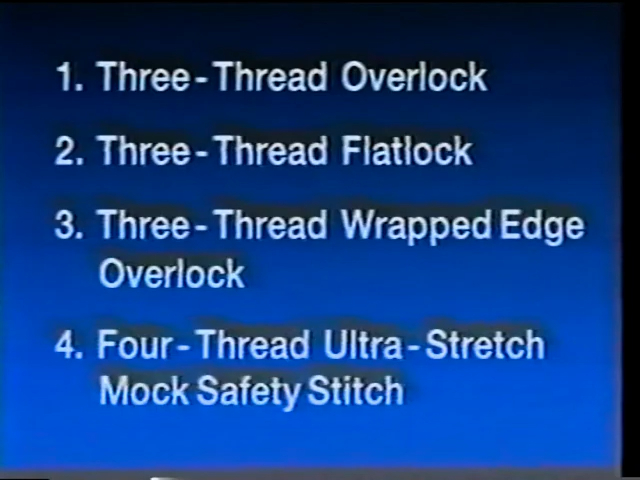 1. Three-Thread Overlock
2. Three-Thread Flatlock
3. Three-Thread Wrapped Edge
Overlock
4. Four-Thread Ultra-Stretch
Mock Safety Stitch